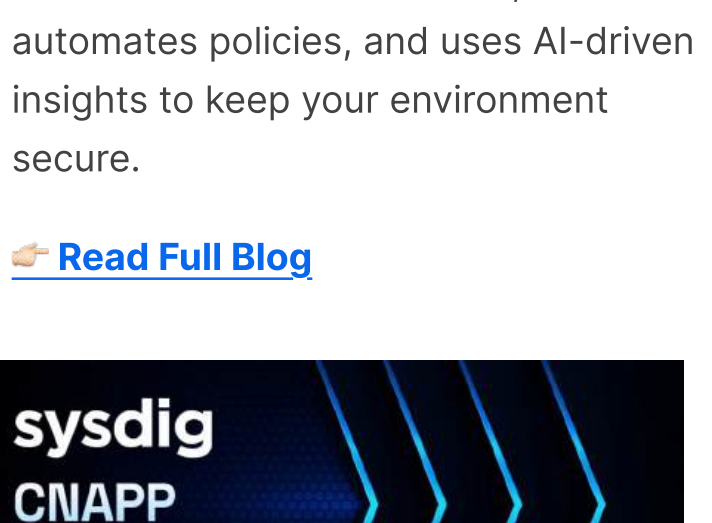 automates policies, and uses AI-driven
insights to keep your environment
secure.
👉🏻 Read Full Blog
sysdig
CNAPP